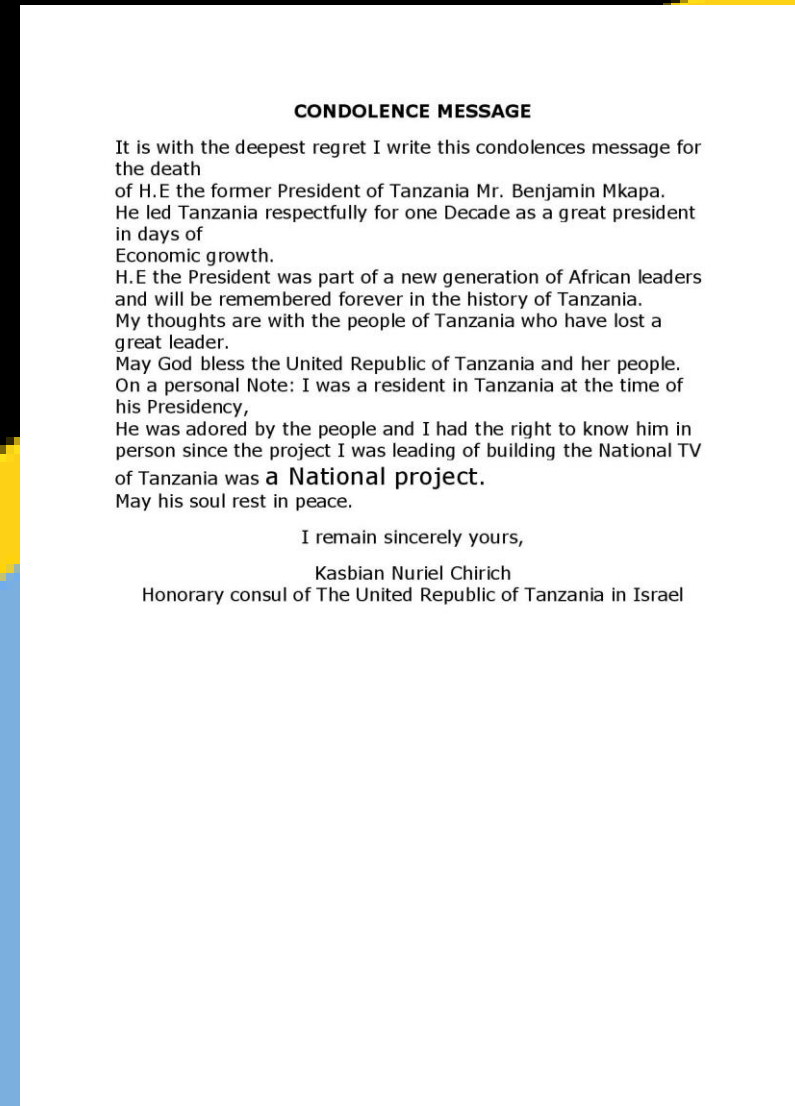 CONDOLENCE MESSAGE
It is with the deepest regret I write this condolences message for
the death
of H.E the former President of Tanzania Mr. Benjamin Mkapa.
He led Tanzania respectfully for one Decade as a great president
in days of
Economic growth.
H.E the President was part of a new generation of African leaders
and will be remembered forever in the history of Tanzania.
My thoughts are with the people of Tanzania who have lost a
great leader.
May God bless the United Republic of Tanzania and her people.
On a personal Note: I was a resident in Tanzania at the time of
his Presidency,
He was adored by the people and I had the right to know him in
person since the project I was leading of building the National TV
of Tanzania was a National project.
May his soul rest in peace.
I remain sincerely yours,
Kasbian Nuriel Chirich
Honorary consul of The United Republic of Tanzania in Israel